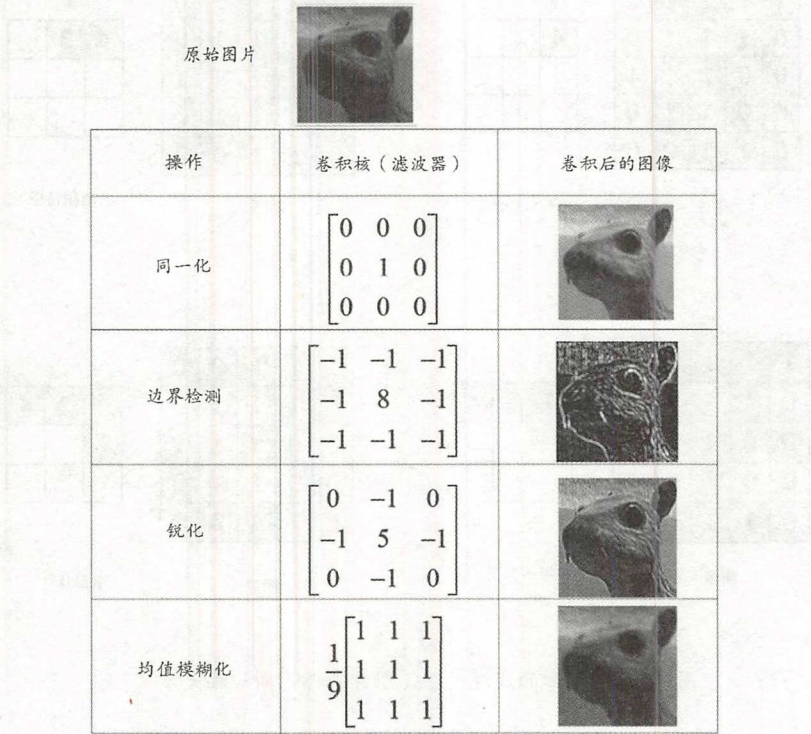 原始图片
操作 卷积核（滤波器） 卷积后的图像
同一化
0 0 0
0 1 0
0 0 0
边界检测
-1 -1 -1
-1 8 -1
-1 -1 -1
锐化
0 -1 0
-1 5 -1
0 -1 0
均值模糊化
1/9
1 1 1
1 1 1
1 1 1